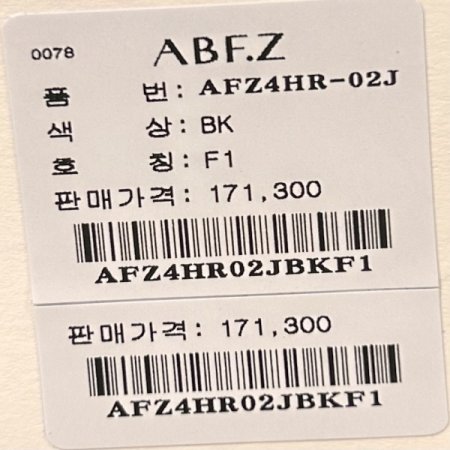 0078 ABF.Z
품 번: AFZ4HR-02J
색 상: BK
호 칭: F1
판매가격: 171,300
AFZ4HR02JBKF1
판매가격: 171,300
AFZ4HR02JBKF1